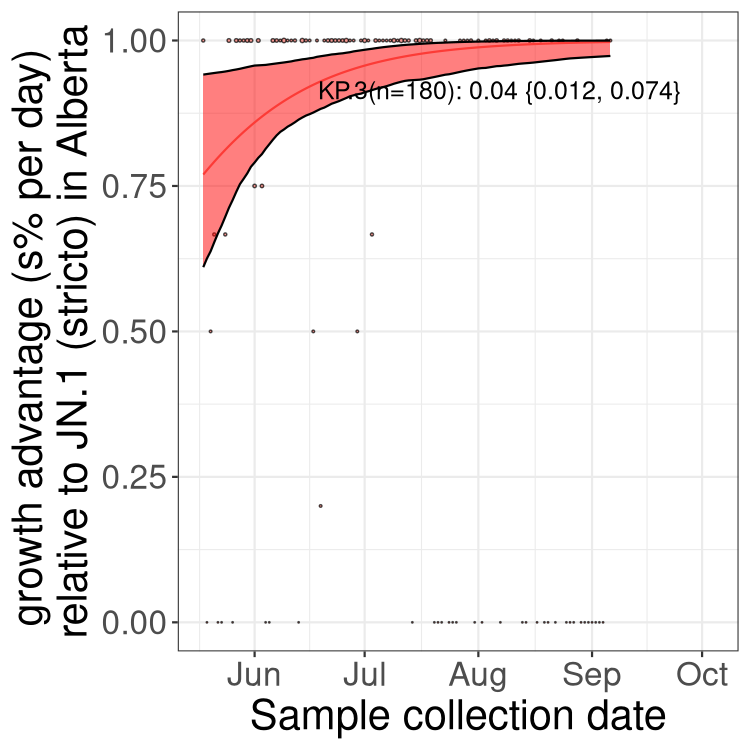 growth advantage (s% per day)
relative to JN.1 (stricto) in Alberta
1.00
0.75
0.50
0.25
0.00
KP.3(n=180): 0.04 {0.012, 0.074}
Jun
Jul
Aug
Sep
Oct
Sample collection date